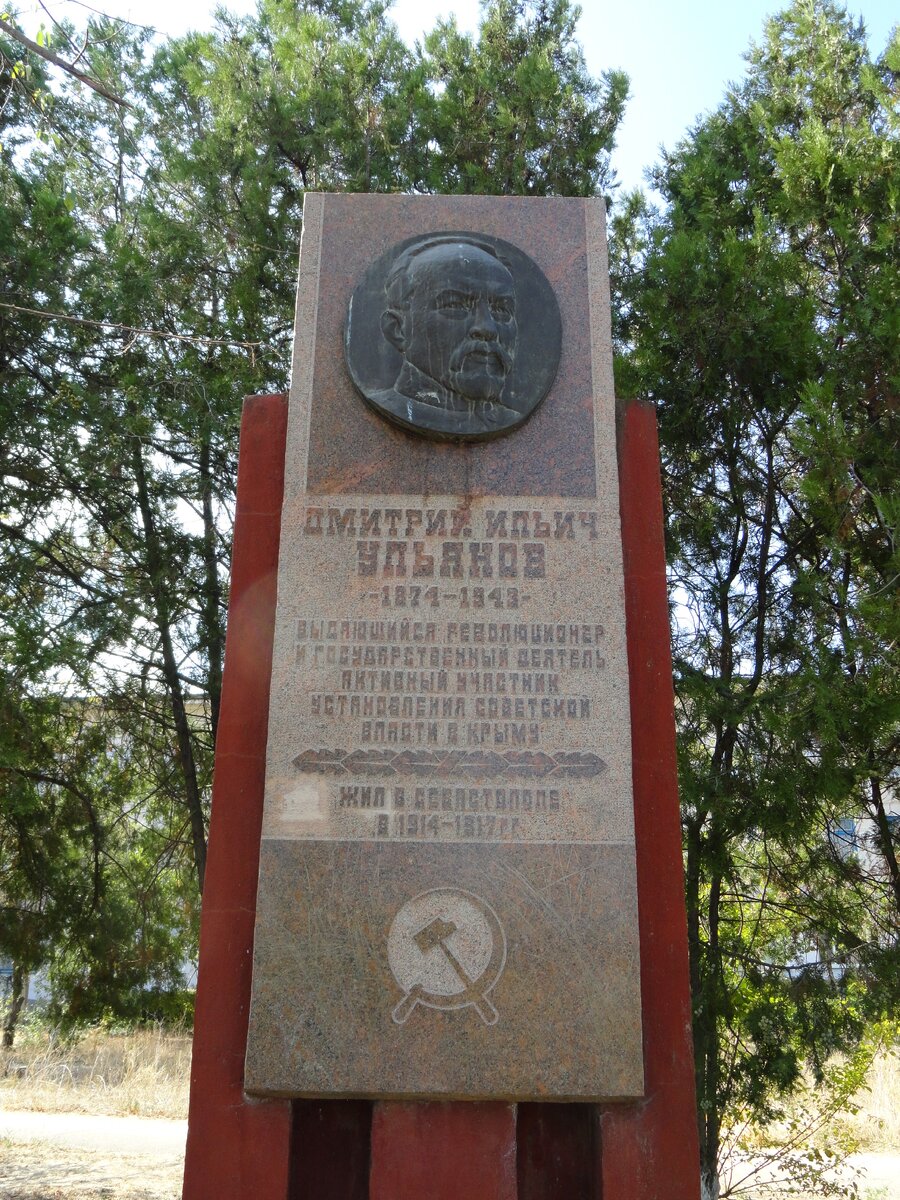 ДМИТРИЙ ИЛЬИЧ
УЛЬЯНОВ
-1874-1943-
ВЫДАЮЩИЙСЯ РЕВОЛЮЦИОНЕР
И ГОСУДАРСТВЕННЫЙ ДЕЯТЕЛЬ
АКТИВНЫЙ УЧАСТНИК
УСТАНОВЛЕНИЯ СОВЕТСКОЙ
ВЛАСТИ В КРЫМУ
ЖИЛ В СЕВАСТОПОЛЕ
В 1914-1917 ГГ.